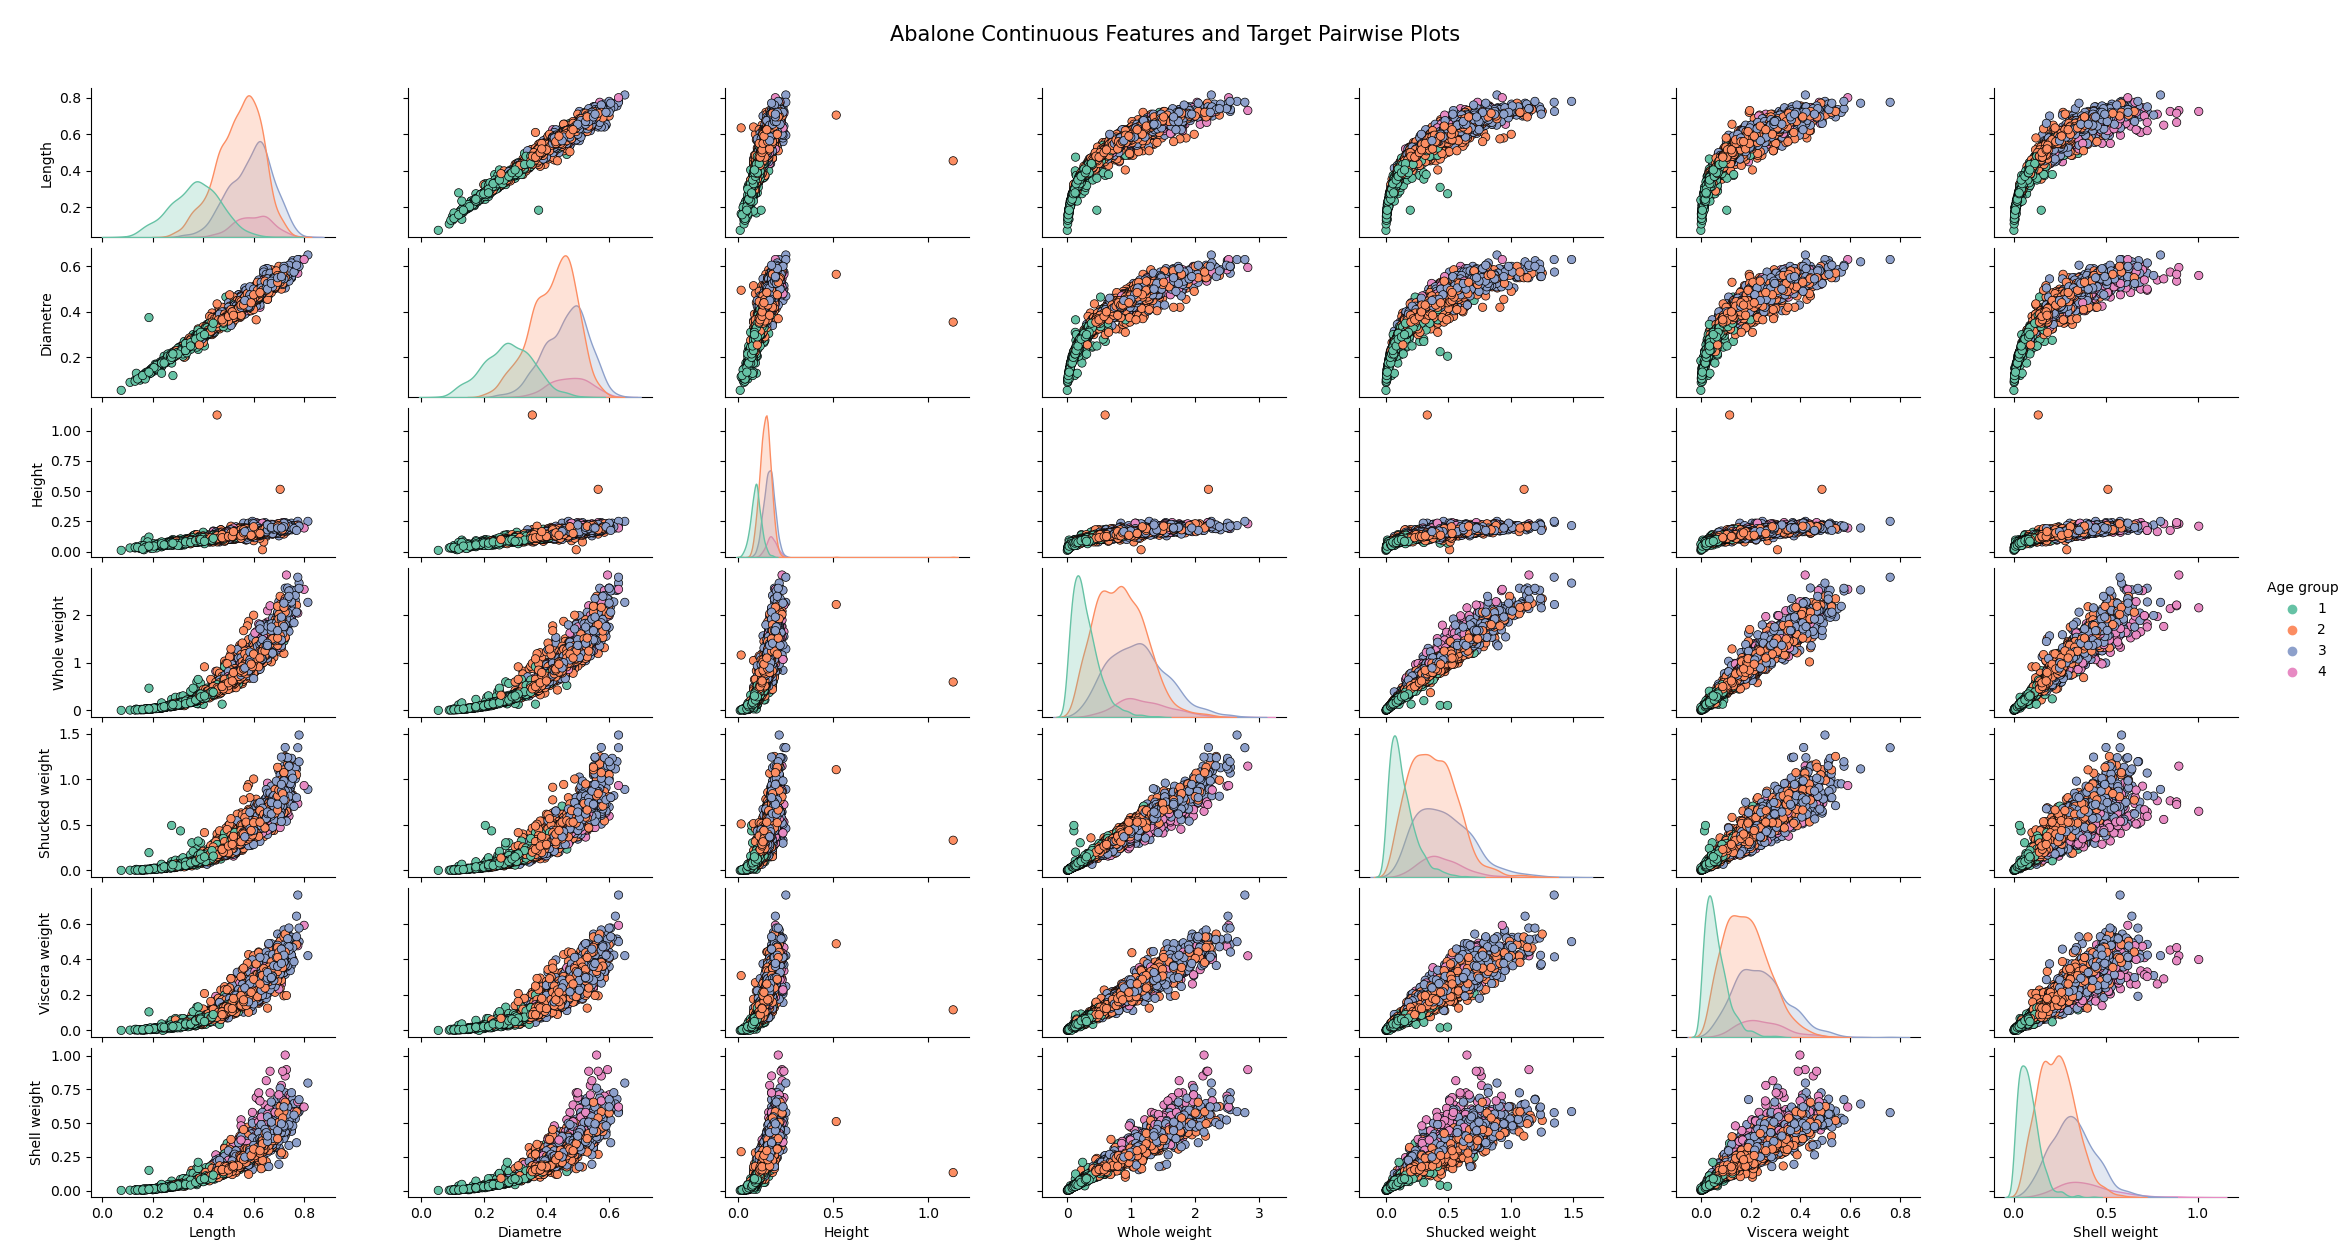 Abalone Continuous Features and Target Pairwise Plots
0.8
0.6
0.4
0.2
Length
0.6
0.4
0.2
Diametre
1.00
0.75
0.50
0.25
0.00
Height
2
1
0
Whole weight
Age group
1
2
3
4
1.5
1.0
0.5
0.0
Shucked weight
0.6
0.4
0.2
0.0
Viscera weight
1.00
0.75
0.50
0.25
0.00
Shell weight
0.0 0.2 0.4 0.6 0.8 0.0 0.2 0.4 0.6 0.0 0.5 1.0 0 1 2 3 0.0 0.5 1.0 1.5 0.0 0.2 0.4 0.6 0.8 0.0 0.5 1.0
Length Diametre Height Whole weight Shucked weight Viscera weight Shell weight